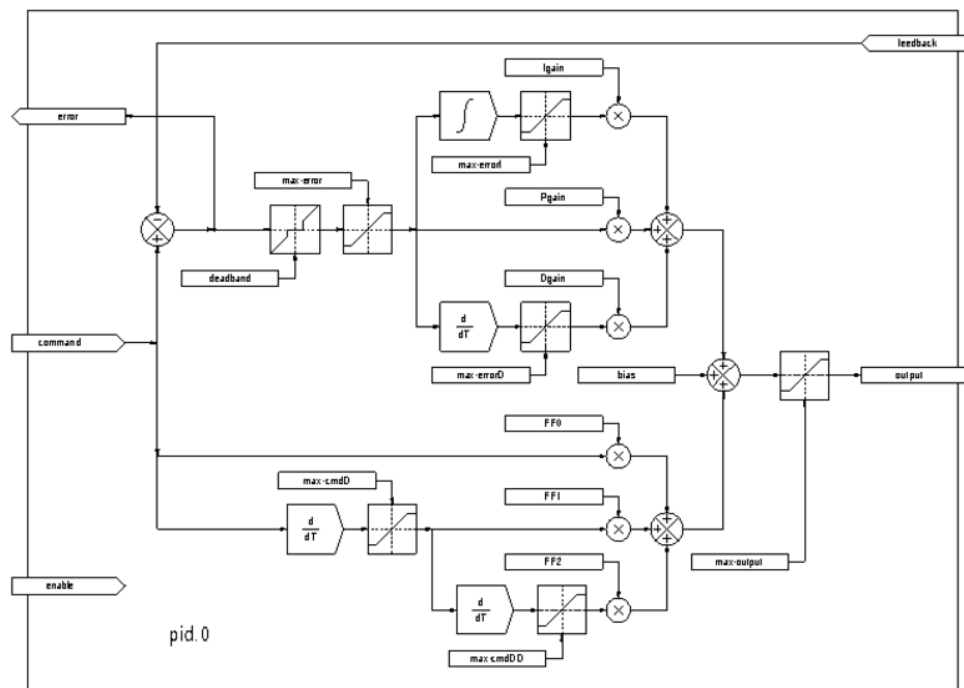 feedback
Igain
error
max-errorI
max-error
Pgain
- +
+ + +
deadband
Dgain
d
dT
command
max-errorD
bias
+ + +
output
FF0
max-cmdD
FF1
d
dT
+ + +
enable
FF2
max-output
d
dT
pid.0
max-cmdDD